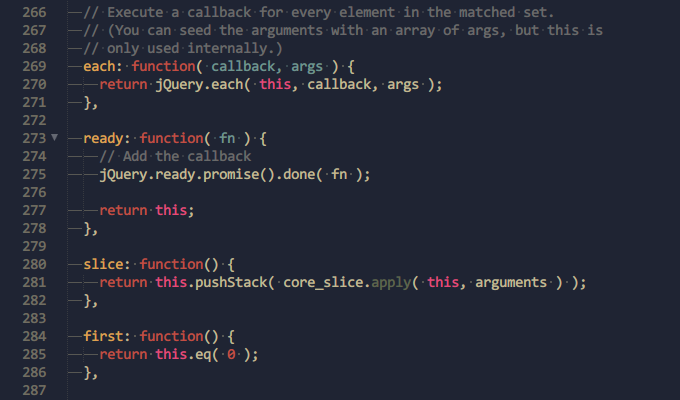 266 // Execute a callback for every element in the matched set.
267 // (You can seed the arguments with an array of args, but this is
268 // only used internally.)
269 each: function( callback, args ) {
270 return jQuery.each( this, callback, args );
271 },
272
273 ready: function( fn ) {
274 // Add the callback
275 jQuery.ready.promise().done( fn );
276
277 return this;
278 },
279
280 slice: function() {
281 return this.pushStack( core_slice.apply( this, arguments ) );
282 },
283
284 first: function() {
285 return this.eq( 0 );
286 },
287